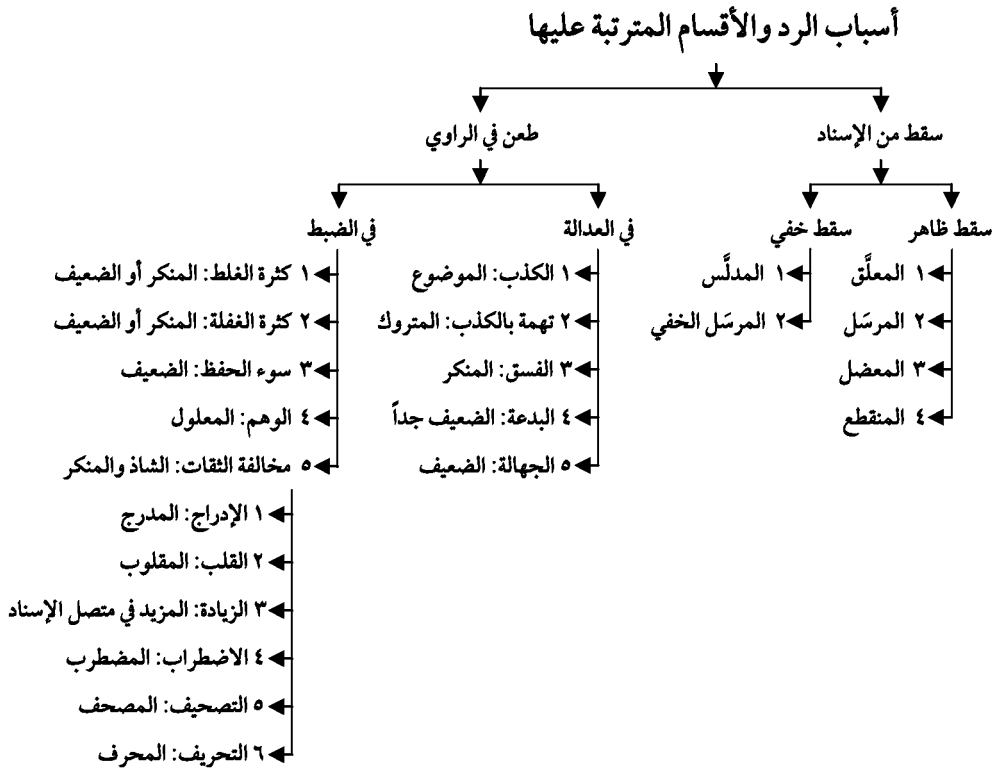 أسباب الرد والأقسام المترتبة عليها
سقط من الإسناد
طعن في الراوي
سقط ظاهر
سقط خفي
في العدالة
في الضبط
١ المعلَّق
٢ المرسَل
٣ المعضل
٤ المنقطع
١ المدلَّس
٢ المرسَل الخفي
١ الكذب: الموضوع
٢ تهمة بالكذب: المتروك
٣ الفسق: المنكر
٤ البدعة: الضعيف جداً
٥ الجهالة: الضعيف
١ كثرة الغلط: المنكر أو الضعيف
٢ كثرة الغفلة: المنكر أو الضعيف
٣ سوء الحفظ: الضعيف
٤ الوهم: المعلول
٥ مخالفة الثقات: الشاذ والمنكر
١ الإدراج: المدرج
٢ القلب: المقلوب
٣ الزيادة: المزيد في متصل الإسناد
٤ الاضطراب: المضطرب
٥ التصحيف: المصحف
٦ التحريف: المحرف